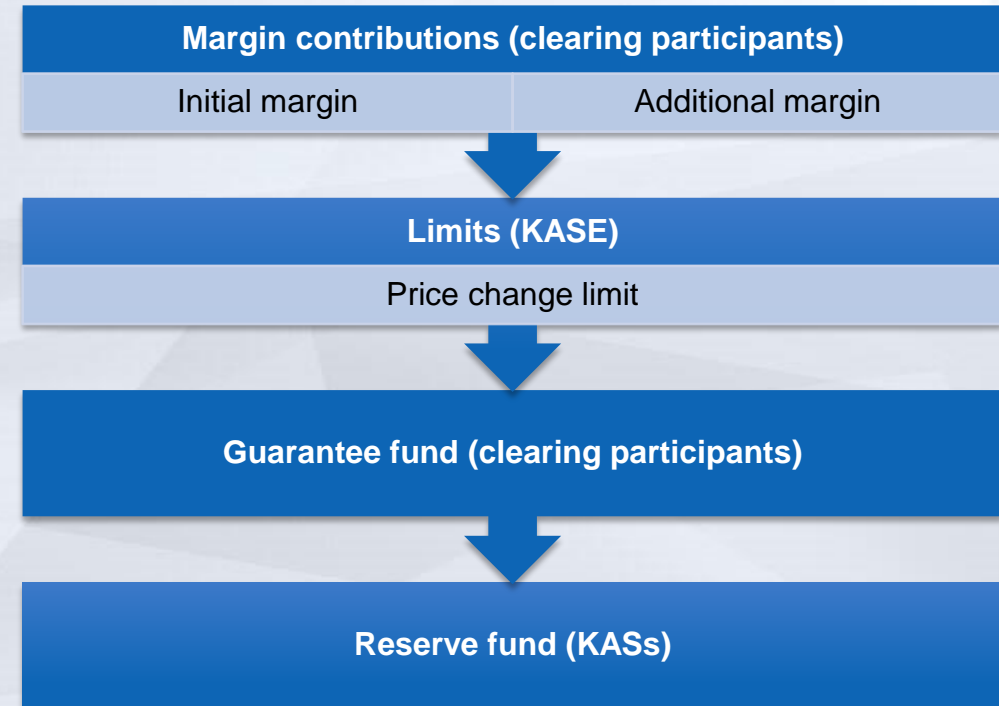 Margin contributions (clearing participants)
Initial margin
Additional margin
Limits (KASE)
Price change limit
Guarantee fund (clearing participants)
Reserve fund (KASs)